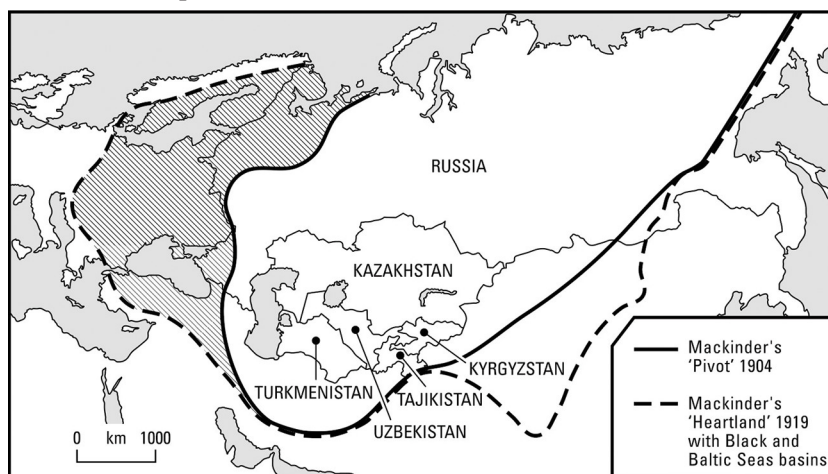 RUSSIA
KAZAKHSTAN
KYRGYZSTAN
TURKMENISTAN
TAJIKISTAN
UZBEKISTAN
0 km 1000
Mackinder's
'Pivot' 1904
Mackinder's
'Heartland' 1919
with Black and
Baltic Seas basins